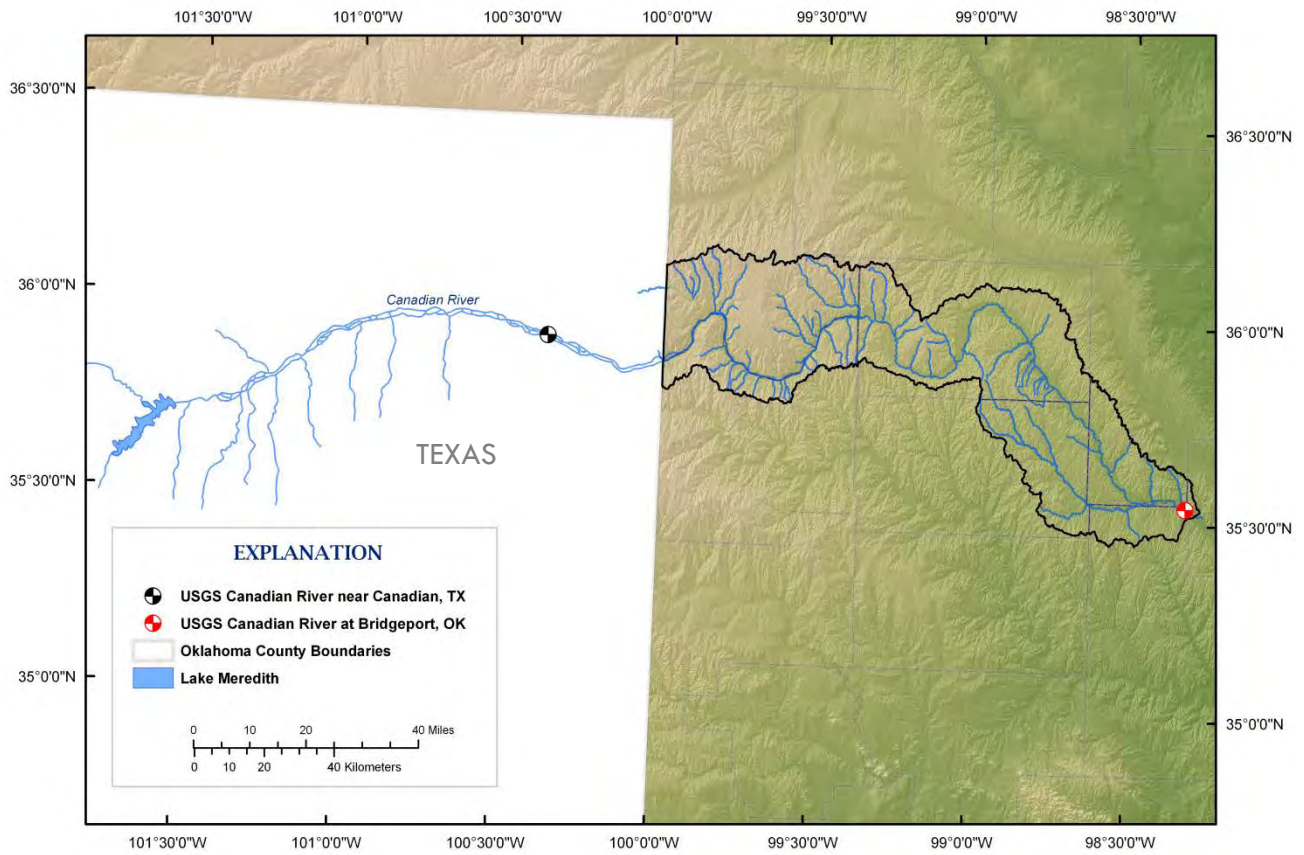 101°30'0"W 101°0'0"W 100°30'0"W 100°0'0"W 99°30'0"W 99°0'0"W 98°30'0"W
36°30'0"N
36°30'0"N
36°0'0"N
Canadian River
36°0'0"N
TEXAS
35°30'0"N
35°30'0"N
EXPLANATION
USGS Canadian River near Canadian, TX
USGS Canadian River at Bridgeport, OK
Oklahoma County Boundaries
35°0'0"N
Lake Meredith
35°0'0"N
0 10 20 40 Miles
0 10 20 40 Kilometers
101°30'0"W 101°0'0"W 100°30'0"W 100°0'0"W 99°30'0"W 99°0'0"W 98°30'0"W